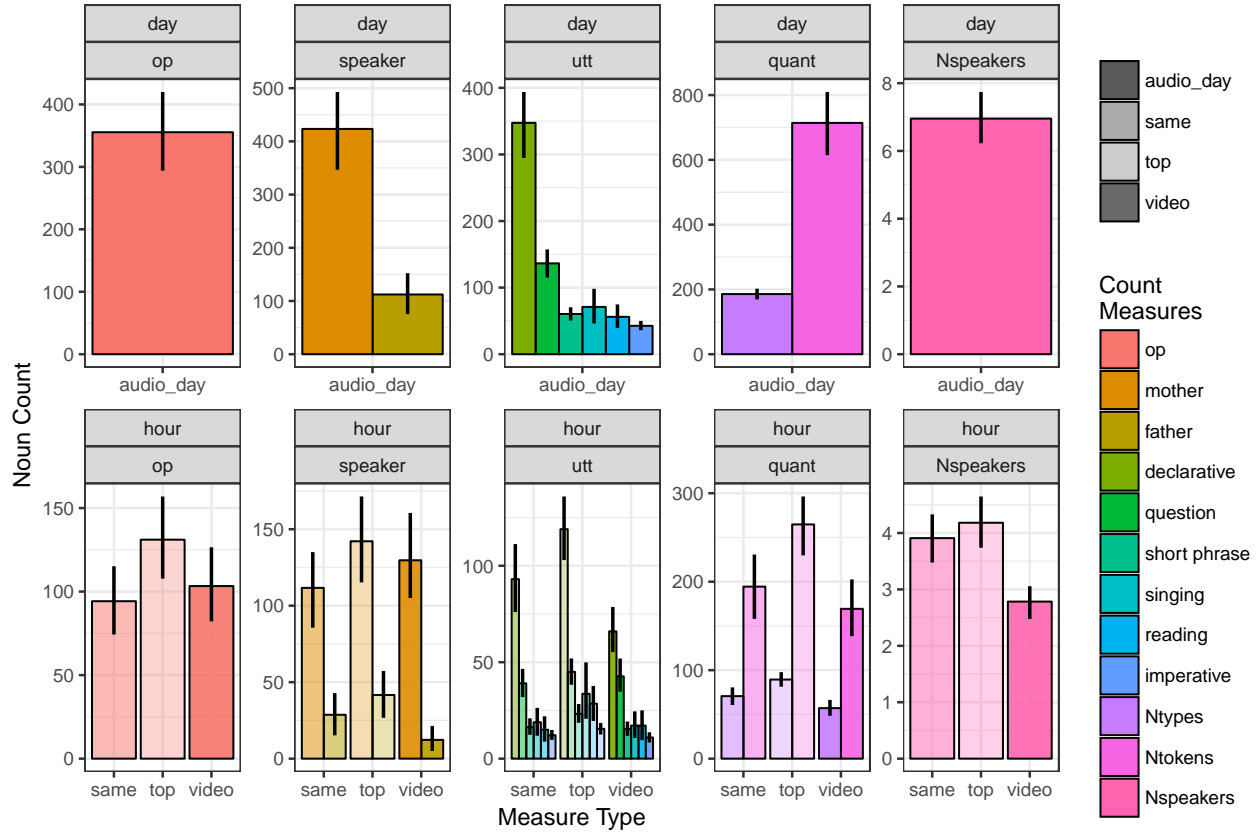 day day day day day
op speaker utt quant Nspeakers
400
300
200
100
0
500
400
300
200
100
0
400
300
200
100
0
800
600
400
200
0
8
6
4
2
0
audio_day audio_day audio_day audio_day audio_day
hour hour hour hour hour
op speaker utt quant Nspeakers
150
100
50
0
150
100
50
0
100
50
0
300
200
100
0
4
3
2
1
0
same top video same top video same top video same top video same top video
Noun Count
Measure Type
audio_day
same
top
video
Count
Measures
op
mother
father
declarative
question
short phrase
singing
reading
imperative
Ntypes
Ntokens
Nspeakers